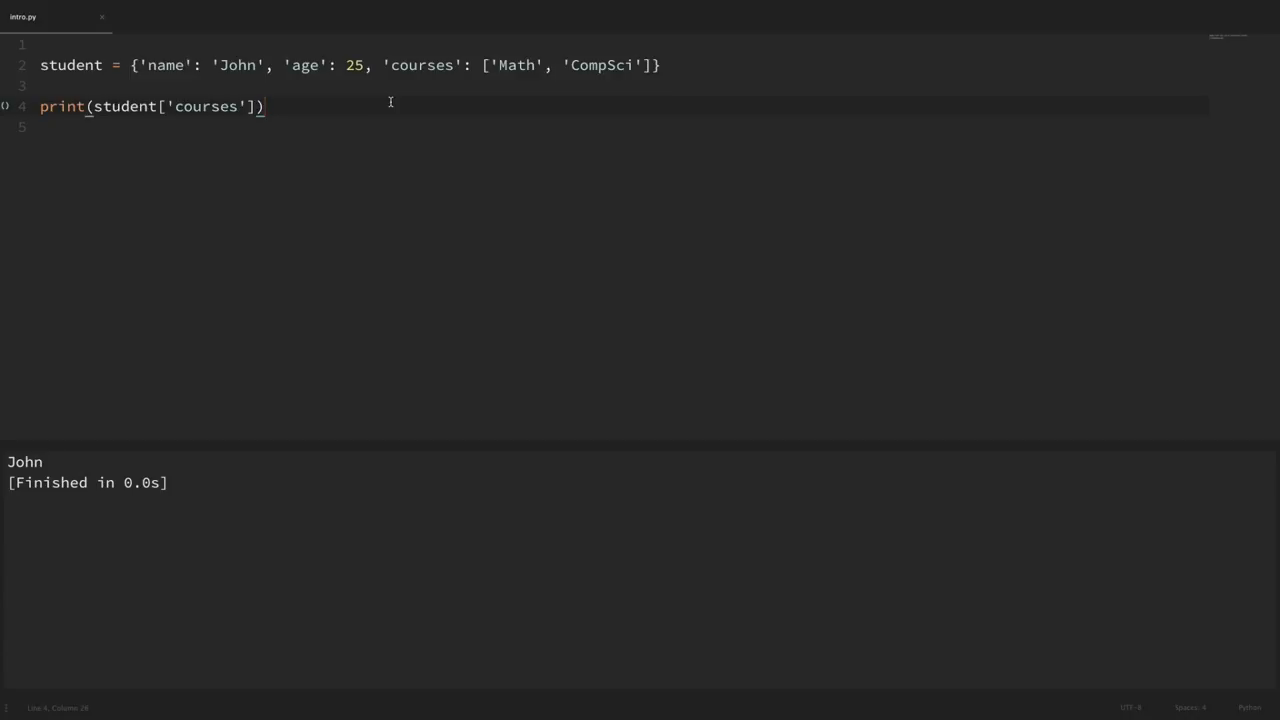 intro.py ×
1
2 student = {'name': 'John', 'age': 25, 'courses': ['Math', 'CompSci']}
3
{} 4 print(student['courses'])
5
John
[Finished in 0.0s]
Line 4, Column 26 UTF-8 Spaces: 4 Python